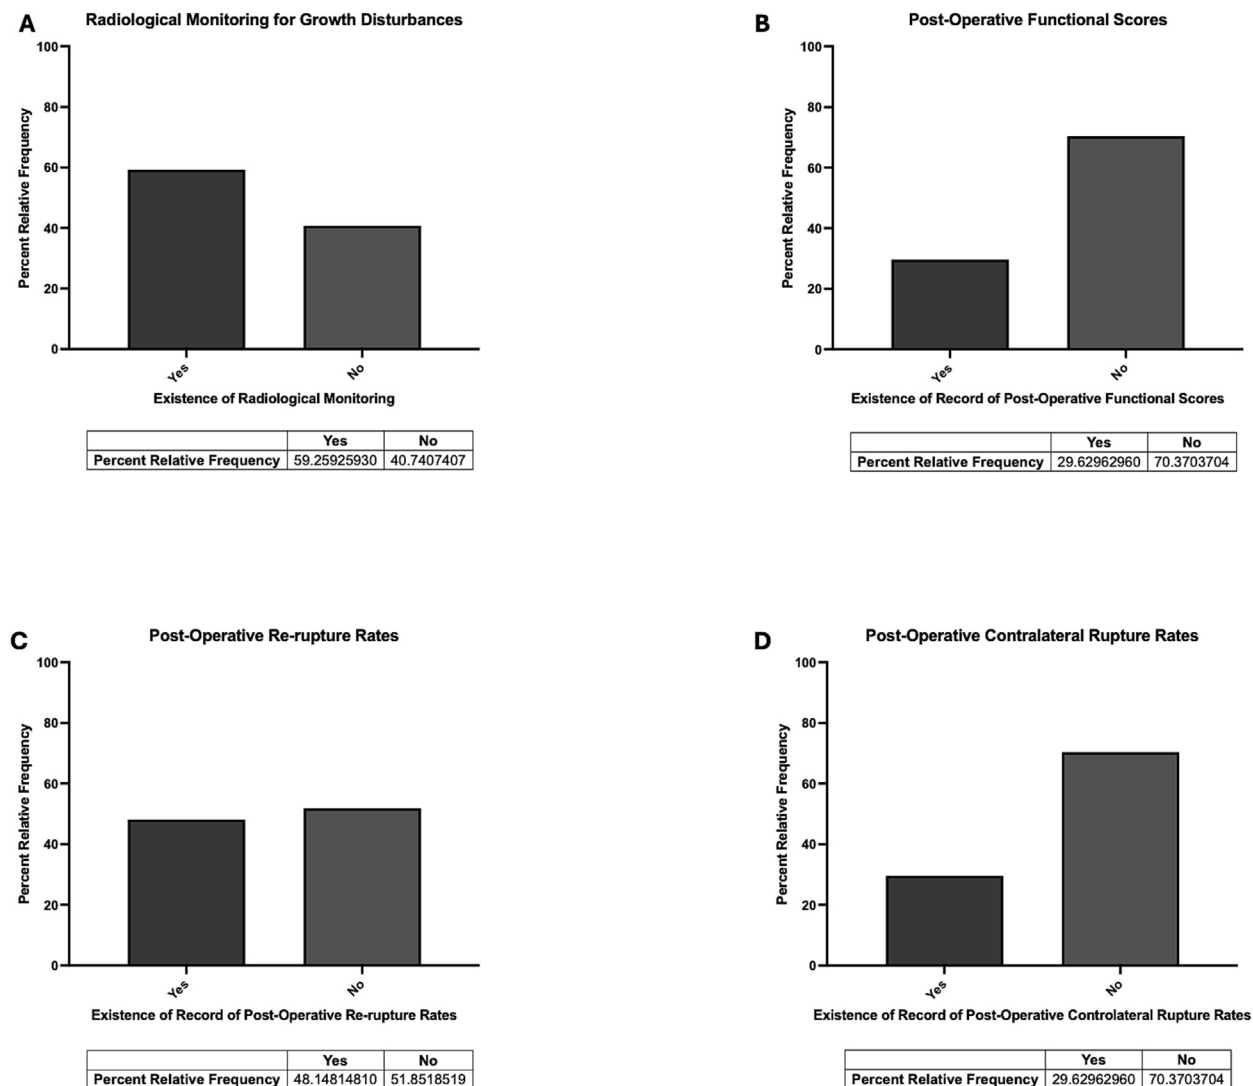 A
Radiological Monitoring for Growth Disturbances
100
80
60
40
20
0
Percent Relative Frequency
Yes
No
Existence of Radiological Monitoring
Yes No
Percent Relative Frequency 59.25925930 40.7407407
B
Post-Operative Functional Scores
100
80
60
40
20
0
Percent Relative Frequency
Yes
No
Existence of Record of Post-Operative Functional Scores
Yes No
Percent Relative Frequency 29.62962960 70.3703704
C
Post-Operative Re-rupture Rates
100
80
60
40
20
0
Percent Relative Frequency
Yes
No
Existence of Record of Post-Operative Re-rupture Rates
Yes No
Percent Relative Frequency 48.14814810 51.8518519
D
Post-Operative Contralateral Rupture Rates
100
80
60
40
20
0
Percent Relative Frequency
Yes
No
Existence of Record of Post-Operative Controlateral Rupture Rates
Yes No
Percent Relative Frequency 29.62962960 70.3703704